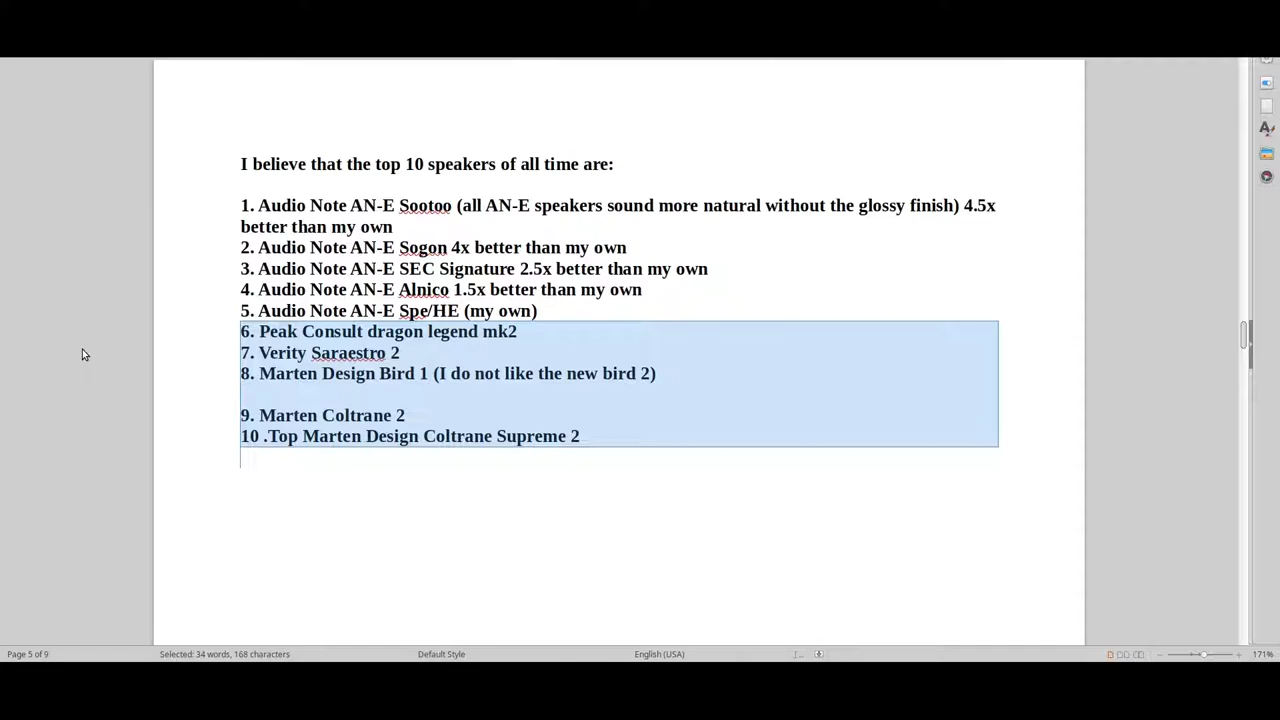 I believe that the top 10 speakers of all time are:
1. Audio Note AN-E Sootoo (all AN-E speakers sound more natural without the glossy finish) 4.5x
better than my own
2. Audio Note AN-E Sogon 4x better than my own
3. Audio Note AN-E SEC Signature 2.5x better than my own
4. Audio Note AN-E Alnico 1.5x better than my own
5. Audio Note AN-E Spe/HE (my own)
6. Peak Consult dragon legend mk2
7. Verity Saraestro 2
8. Marten Design Bird 1 (I do not like the new bird 2)
9. Marten Coltrane 2
10 .Top Marten Design Coltrane Supreme 2
Page 5 of 9 Selected: 34 words, 168 characters Default Style English (USA) 171%